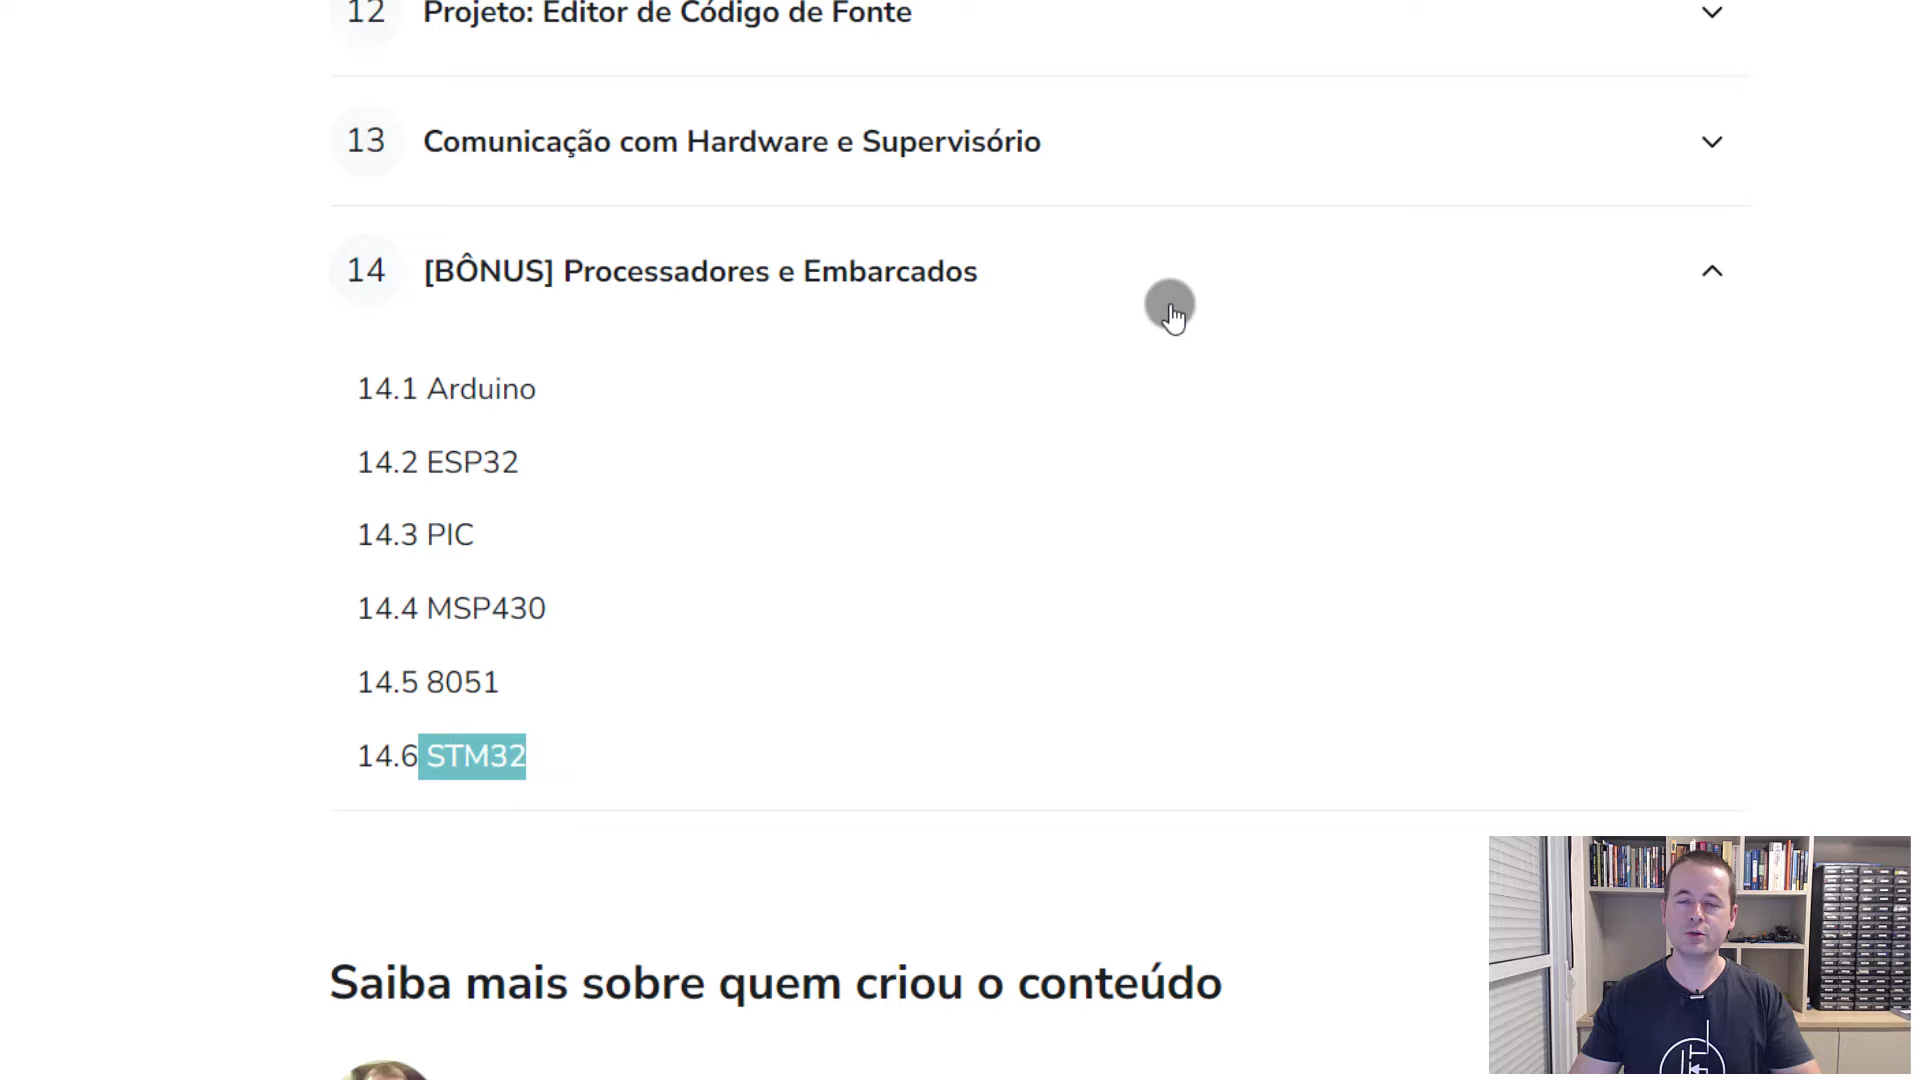 12 Projeto: Editor de Código de Fonte
13 Comunicação com Hardware e Supervisório
14 [BÔNUS] Processadores e Embarcados
14.1 Arduino
14.2 ESP32
14.3 PIC
14.4 MSP430
14.5 8051
14.6 STM32
Saiba mais sobre quem criou o conteúdo